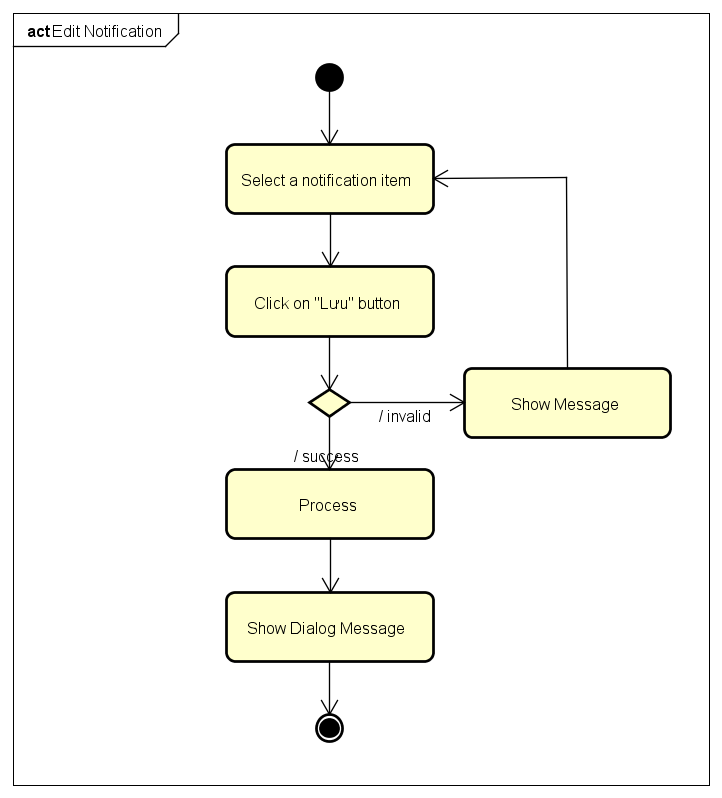 act Edit Notification
Select a notification item
Click on "Lưu" button
/ invalid
Show Message
/ success
Process
Show Dialog Message